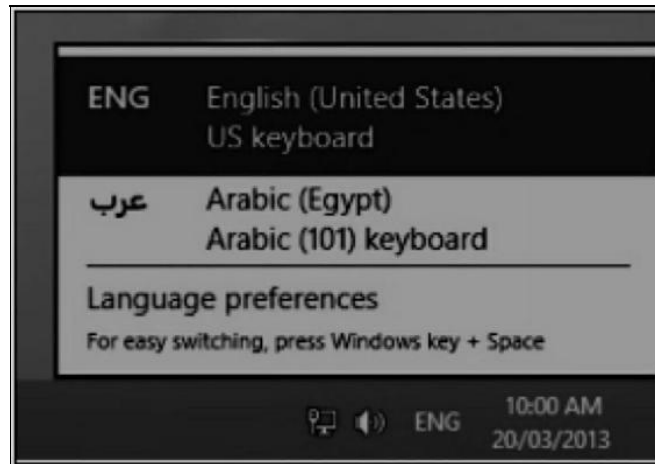 ENG English (United States)
US keyboard
عرب Arabic (Egypt)
Arabic (101) keyboard
Language preferences
For easy switching, press Windows key + Space
ENG 10:00 AM
20/03/2013